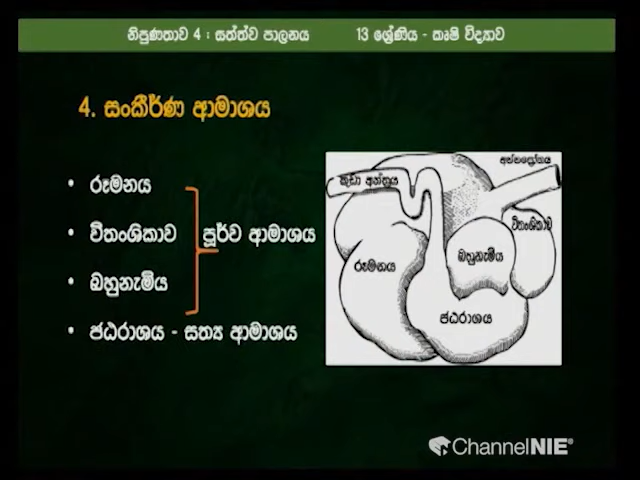 නිපුණතාව 4 : සත්ත්ව පාලනය 13 ශ්‍රේණිය - කෘෂි විද්‍යාව
4. සංකීර්ණ ආමාශය
• රූමනය
• විතංශිකාව
පූර්ව ආමාශය
• බහුනැමිය
• ජඨරාශය - සත්‍ය ආමාශය
අන්නස්‍රෝතය
කුඩා අන්ත්‍රය
විතංශිකාව
බහුනැමිය
රූමනය
ජඨරාශය
ChannelNIE